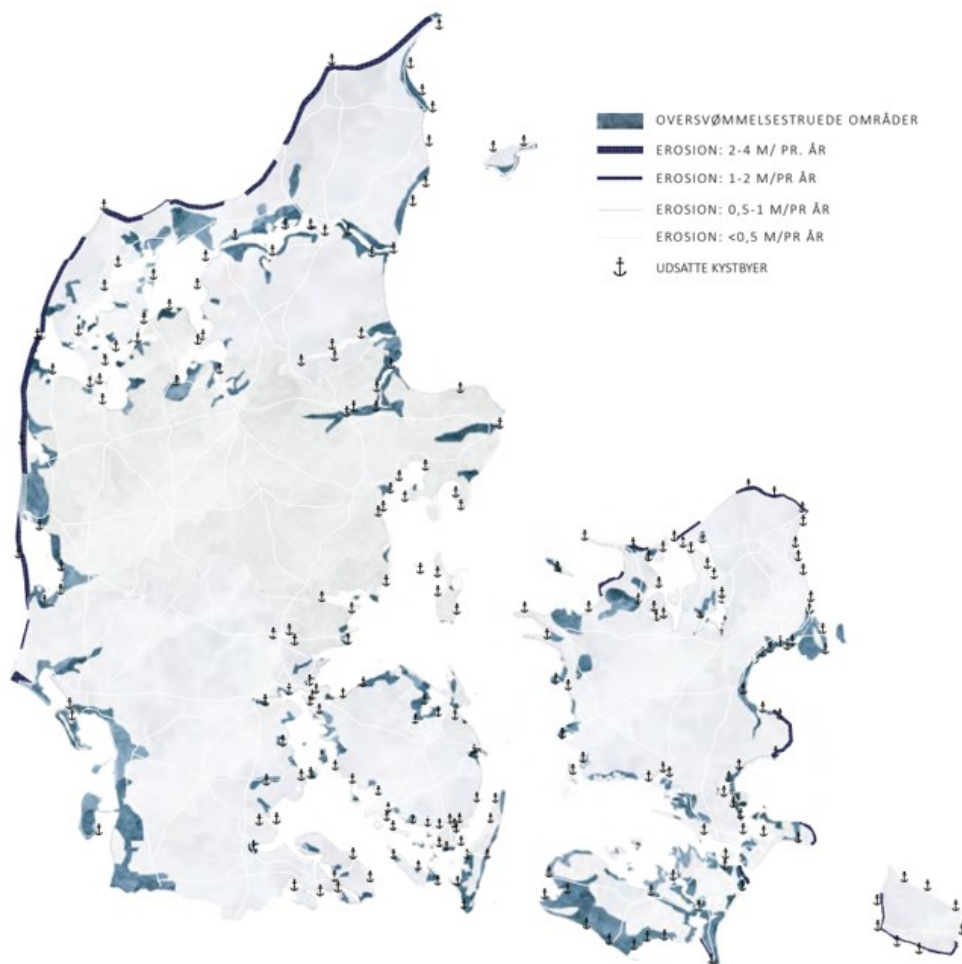 OVERSVØMMELSESTRUEDE OMRÅDER
EROSION: 2-4 M/ PR. ÅR
EROSION: 1-2 M/PR ÅR
EROSION: 0,5-1 M/PR ÅR
EROSION: <0,5 M/PR ÅR
UDSATTE KYSTBYER